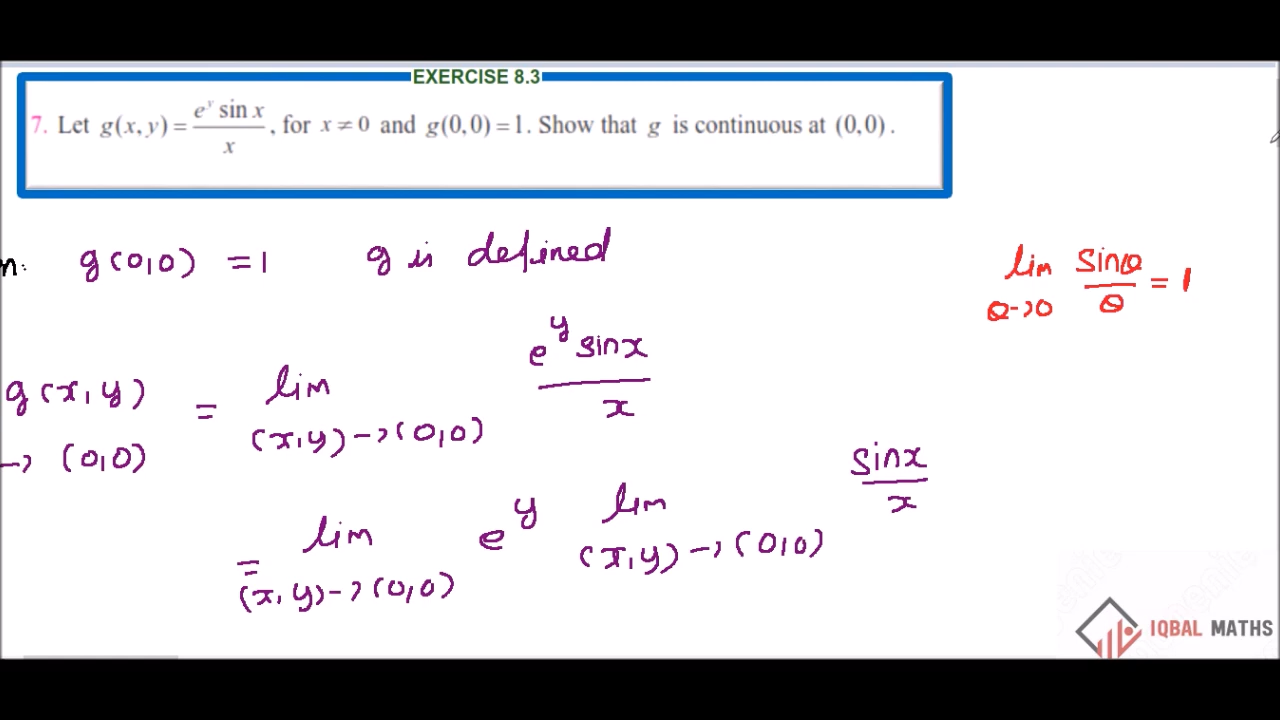 EXERCISE 8.3
7. Let g(x, y) = e^y sin x / x , for x ≠ 0 and g(0,0) = 1. Show that g is continuous at (0,0).
n. g(0,0) = 1 g is defined
lim θ→0 sinθ/θ = 1
g(x,y) → (0,0) = lim (x,y)→(0,0) e^y sinx / x
= lim (x,y)→(0,0) e^y lim (x,y)→(0,0) sinx / x
IQBAL MATHS